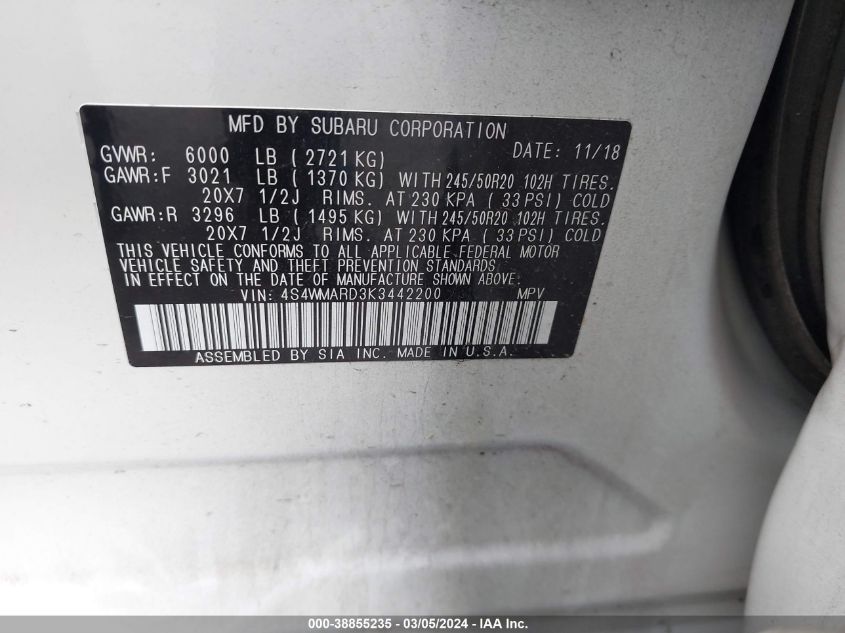 MFD BY SUBARU CORPORATION
GVWR: 6000 LB ( 2721 KG) DATE: 11/18
GAWR:F 3021 LB ( 1370 KG) WITH 245/50R20 102H TIRES.
20X7 1/2J RIMS. AT 230 KPA ( 33 PSI) COLD
GAWR:R 3296 LB ( 1495 KG) WITH 245/50R20 102H TIRES.
20X7 1/2J RIMS. AT 230 KPA ( 33 PSI) COLD
THIS VEHICLE CONFORMS TO ALL APPLICABLE FEDERAL MOTOR
VEHICLE SAFETY AND THEFT PREVENTION STANDARDS
IN EFFECT ON THE DATE OF MANUFACTURE SHOWN ABOVE.
VIN: 4S4WMARD3K3442200 MPV
ASSEMBLED BY SIA INC. MADE IN U.S.A.
000-38855235 - 03/05/2024 - IAA Inc.